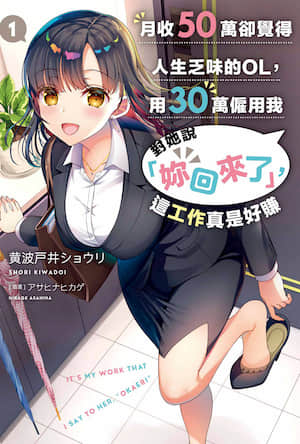 1
月收50萬卻覺得
人生乏味的OL，
用30萬僱用我
對她說
「妳回來了」，
這工作真是好賺
黄波戸井ショウリ
SHORI KIWADOI
[插畫] アサヒナヒカゲ
HIKAGE ASAHINA
IT'S MY WORK THAT
I SAY TO HER, "OKAERI"